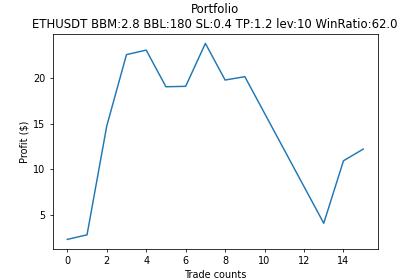 Portfolio
ETHUSDT BBM:2.8 BBL:180 SL:0.4 TP:1.2 lev:10 WinRatio:62.0
20
15
10
5
Profit ($)
0 2 4 6 8 10 12 14
Trade counts